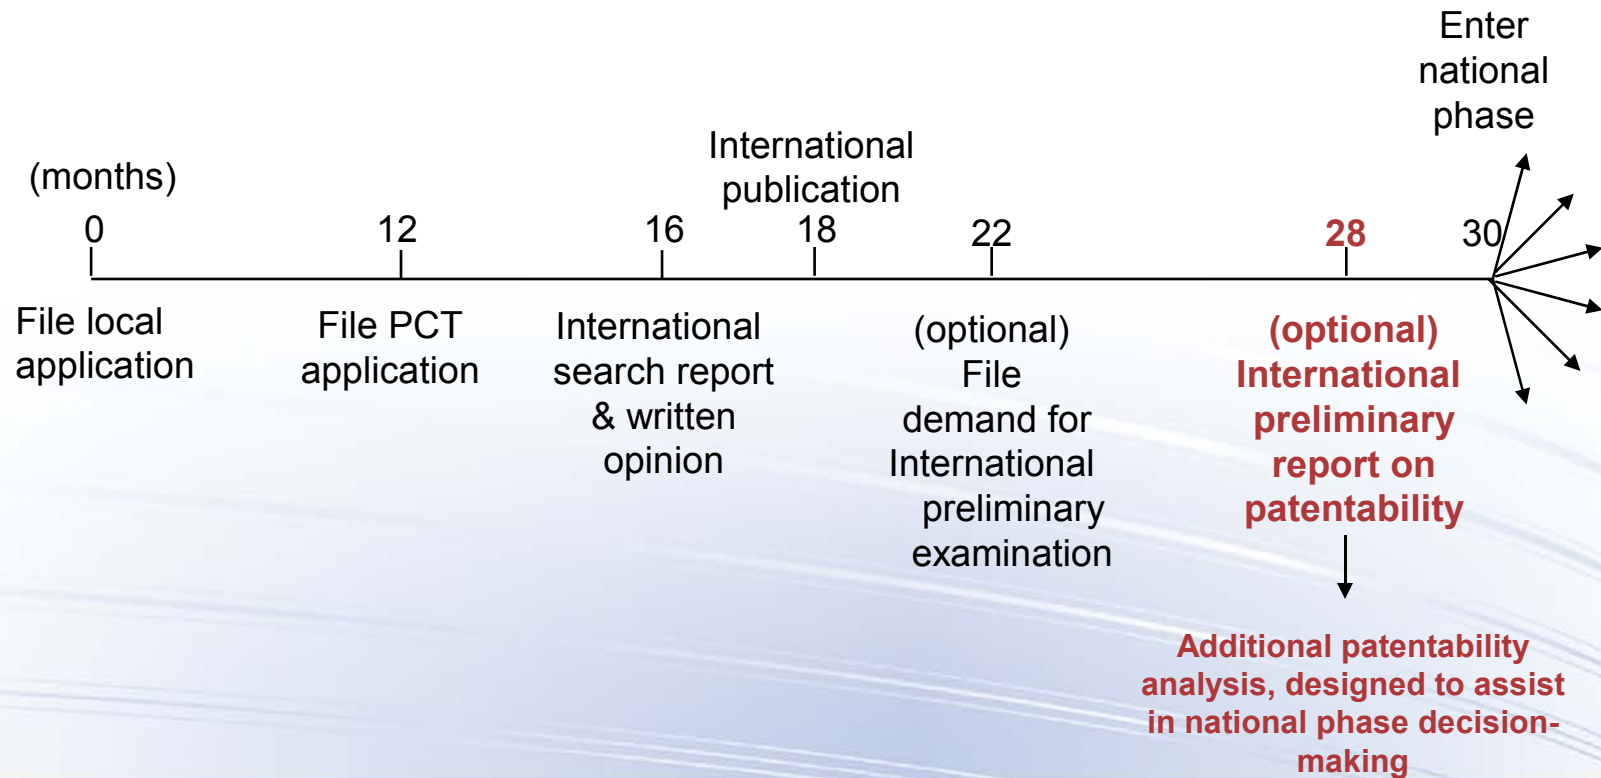 Enter
national
phase
International
publication
(months)
0
12
16
18
22
28
30
File local
application
File PCT
application
International
search report
& written
opinion
(optional)
File
demand for
International
preliminary
examination
(optional)
International
preliminary
report on
patentability
Additional patentability
analysis, designed to assist
in national phase decision-
making